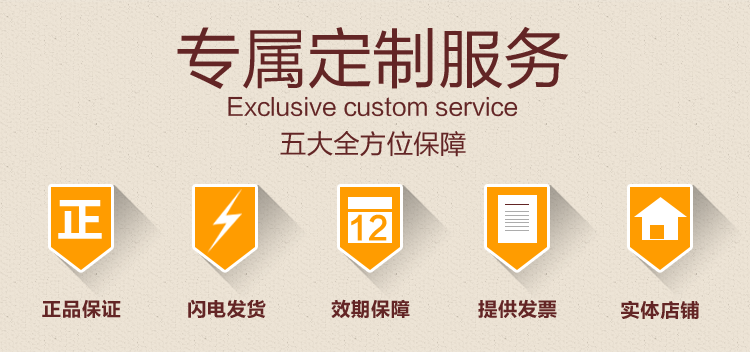 专属定制服务
Exclusive custom service
五大全方位保障
正
12
正品保证 闪电发货 效期保障 提供发票 实体店铺